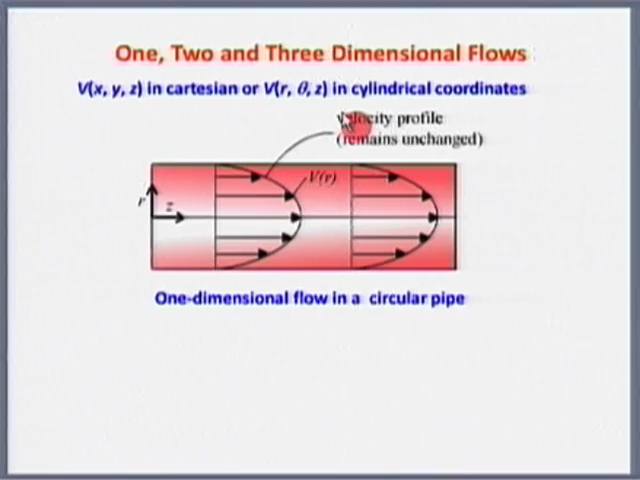 One, Two and Three Dimensional Flows
V(x, y, z) in cartesian or V(r, θ, z) in cylindrical coordinates
Velocity profile
(remains unchanged)
V(r)
r
z
One-dimensional flow in a circular pipe